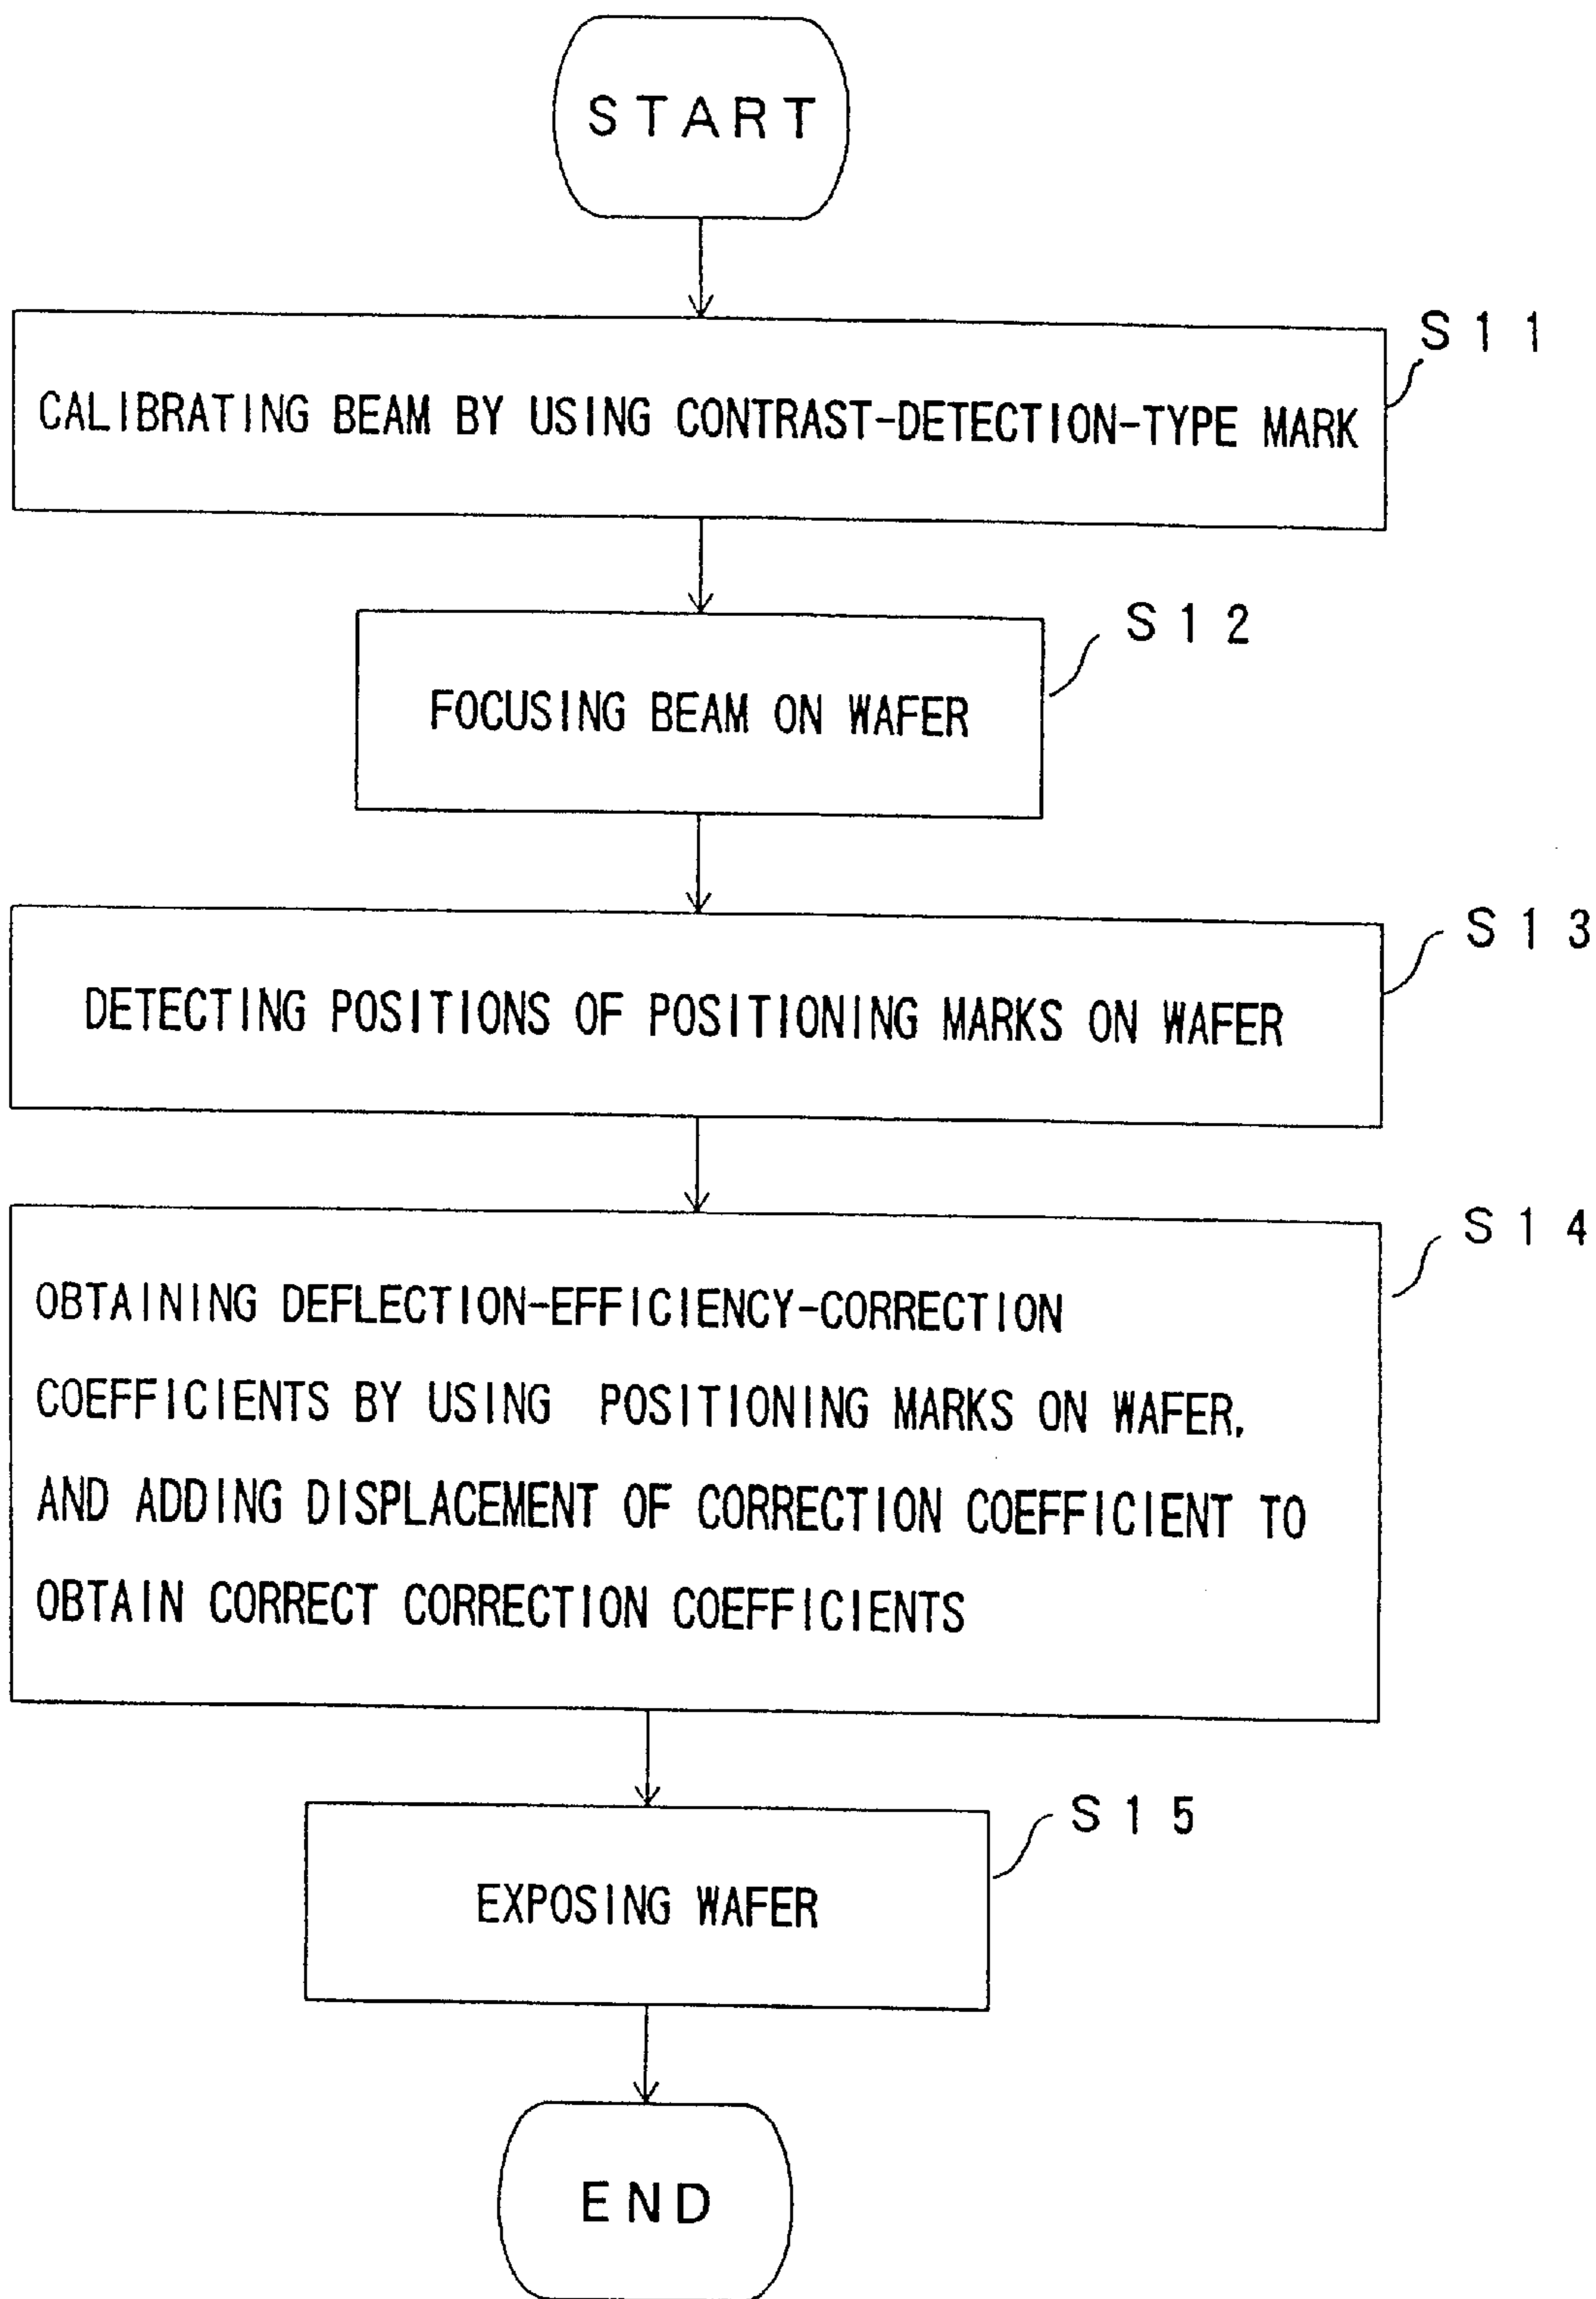 START
S11
CALIBRATING BEAM BY USING CONTRAST-DETECTION-TYPE MARK
S12
FOCUSING BEAM ON WAFER
S13
DETECTING POSITIONS OF POSITIONING MARKS ON WAFER
S14
OBTAINING DEFLECTION-EFFICIENCY-CORRECTION
COEFFICIENTS BY USING POSITIONING MARKS ON WAFER,
AND ADDING DISPLACEMENT OF CORRECTION COEFFICIENT TO
OBTAIN CORRECT CORRECTION COEFFICIENTS
S15
EXPOSING WAFER
END